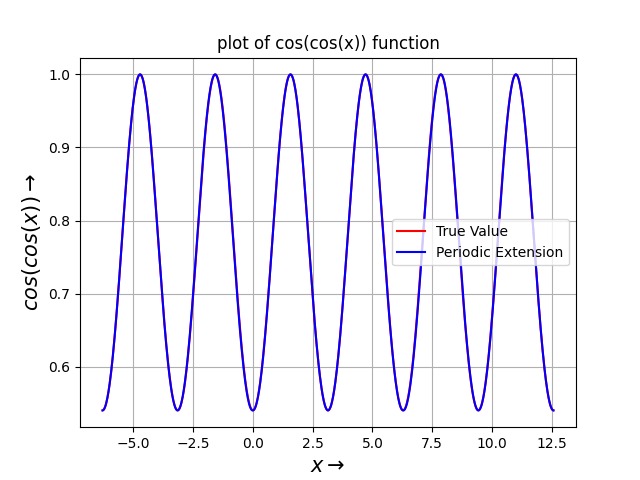 plot of cos(cos(x)) function
cos(cos(x)) →
1.0
0.9
0.8
0.7
0.6
True Value
Periodic Extension
−5.0 −2.5 0.0 2.5 5.0 7.5 10.0 12.5
x →